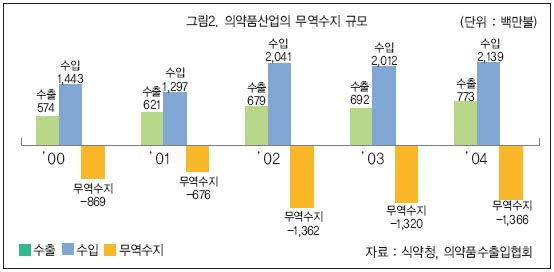 그림2. 의약품산업의 무역수지 규모
(단위 : 백만불)
수출
574
수입
1,443
수출
621
수입
1,297
수출
679
수입
2,041
수출
692
수입
2,012
수출
773
수입
2,139
'00
'01
'02
'03
'04
무역수지
-869
무역수지
-676
무역수지
-1,362
무역수지
-1,320
무역수지
-1,366
수출 수입 무역수지
자료 : 식약청, 의약품수출입협회